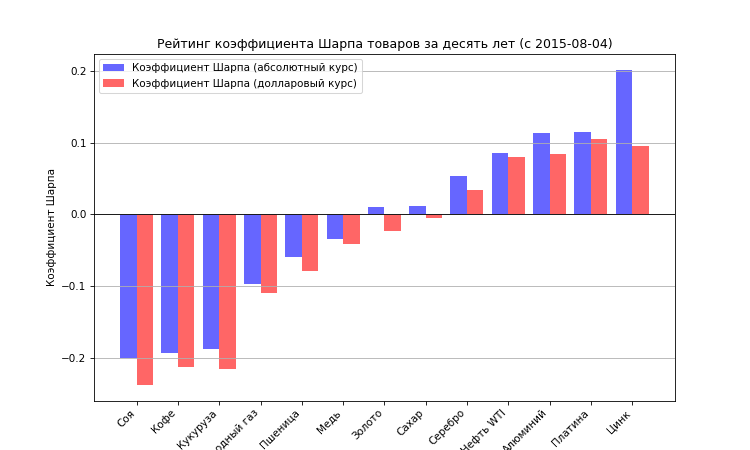 Рейтинг коэффициента Шарпа товаров за десять лет (с 2015-08-04)
Коэффициент Шарпа (абсолютный курс)
Коэффициент Шарпа (долларовый курс)
Коэффициент Шарпа
0.2
0.1
0.0
−0.1
−0.2
Соя
Кофе
Кукуруза
одный газ
Пшеница
Медь
Золото
Сахар
Серебро
Нефть WTI
Алюминий
Платина
Цинк